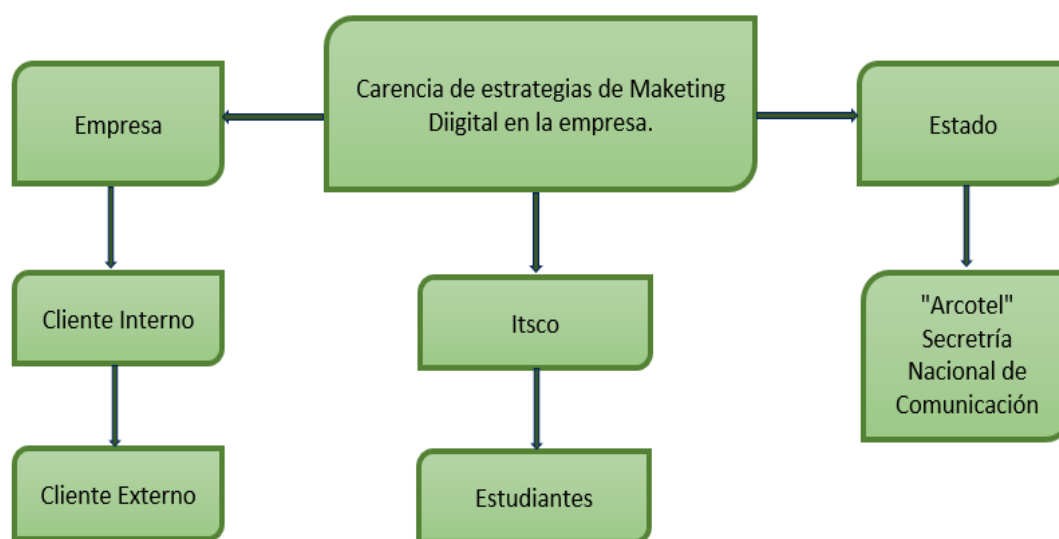 Carencia de estrategias de Maketing
Diigital en la empresa.
Empresa
Estado
Cliente Interno
Itsco
"Arcotel"
Secretría
Nacional de
Comunicación
Cliente Externo
Estudiantes